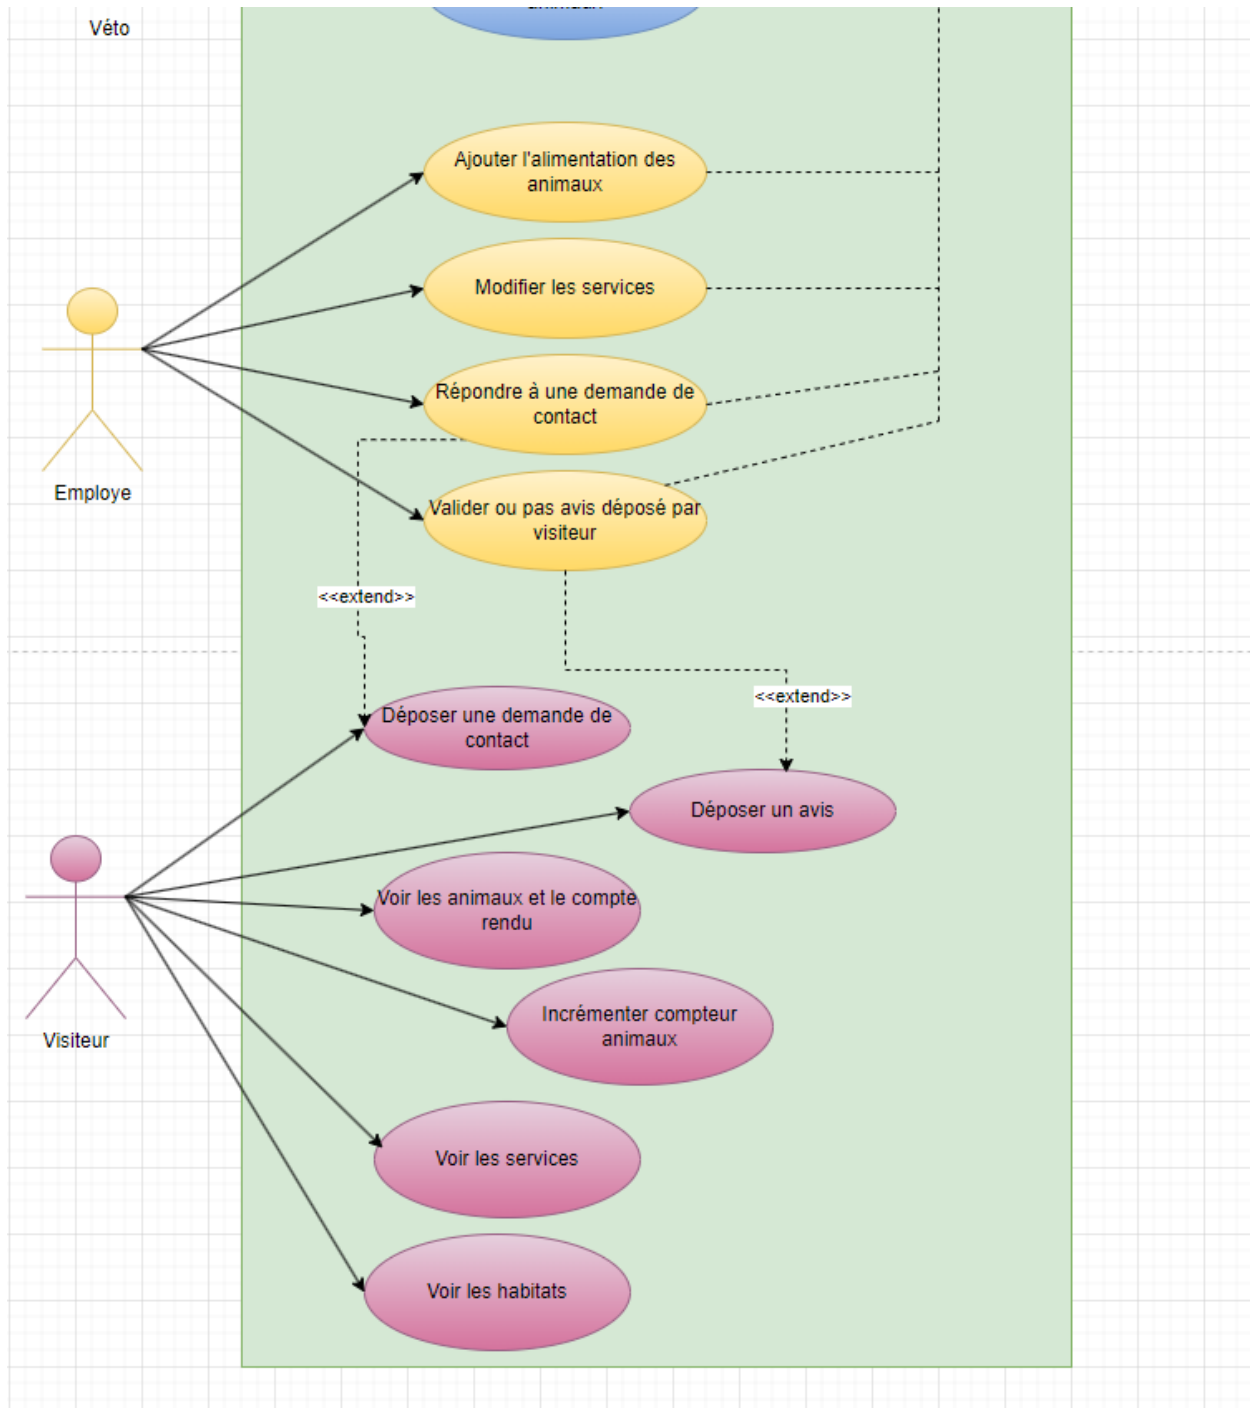 Véto
Ajouter l'alimentation des
animaux
Modifier les services
Répondre à une demande de
contact
Employe
Valider ou pas avis déposé par
visiteur
<<extend>>
<<extend>>
Déposer une demande de
contact
Déposer un avis
Voir les animaux et le compte
rendu
Incrémenter compteur
animaux
Visiteur
Voir les services
Voir les habitats